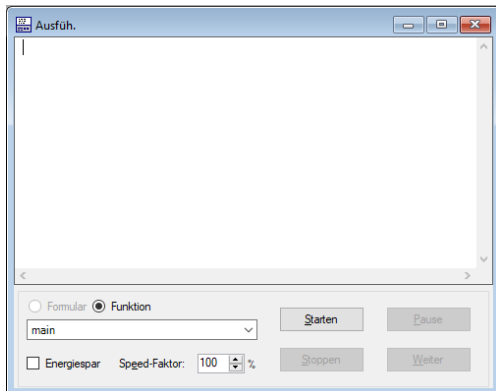 Ausfüh.
Formular Funktion
main
Starten Pause
Energiespar Speed-Faktor: 100 %
Stoppen Weiter